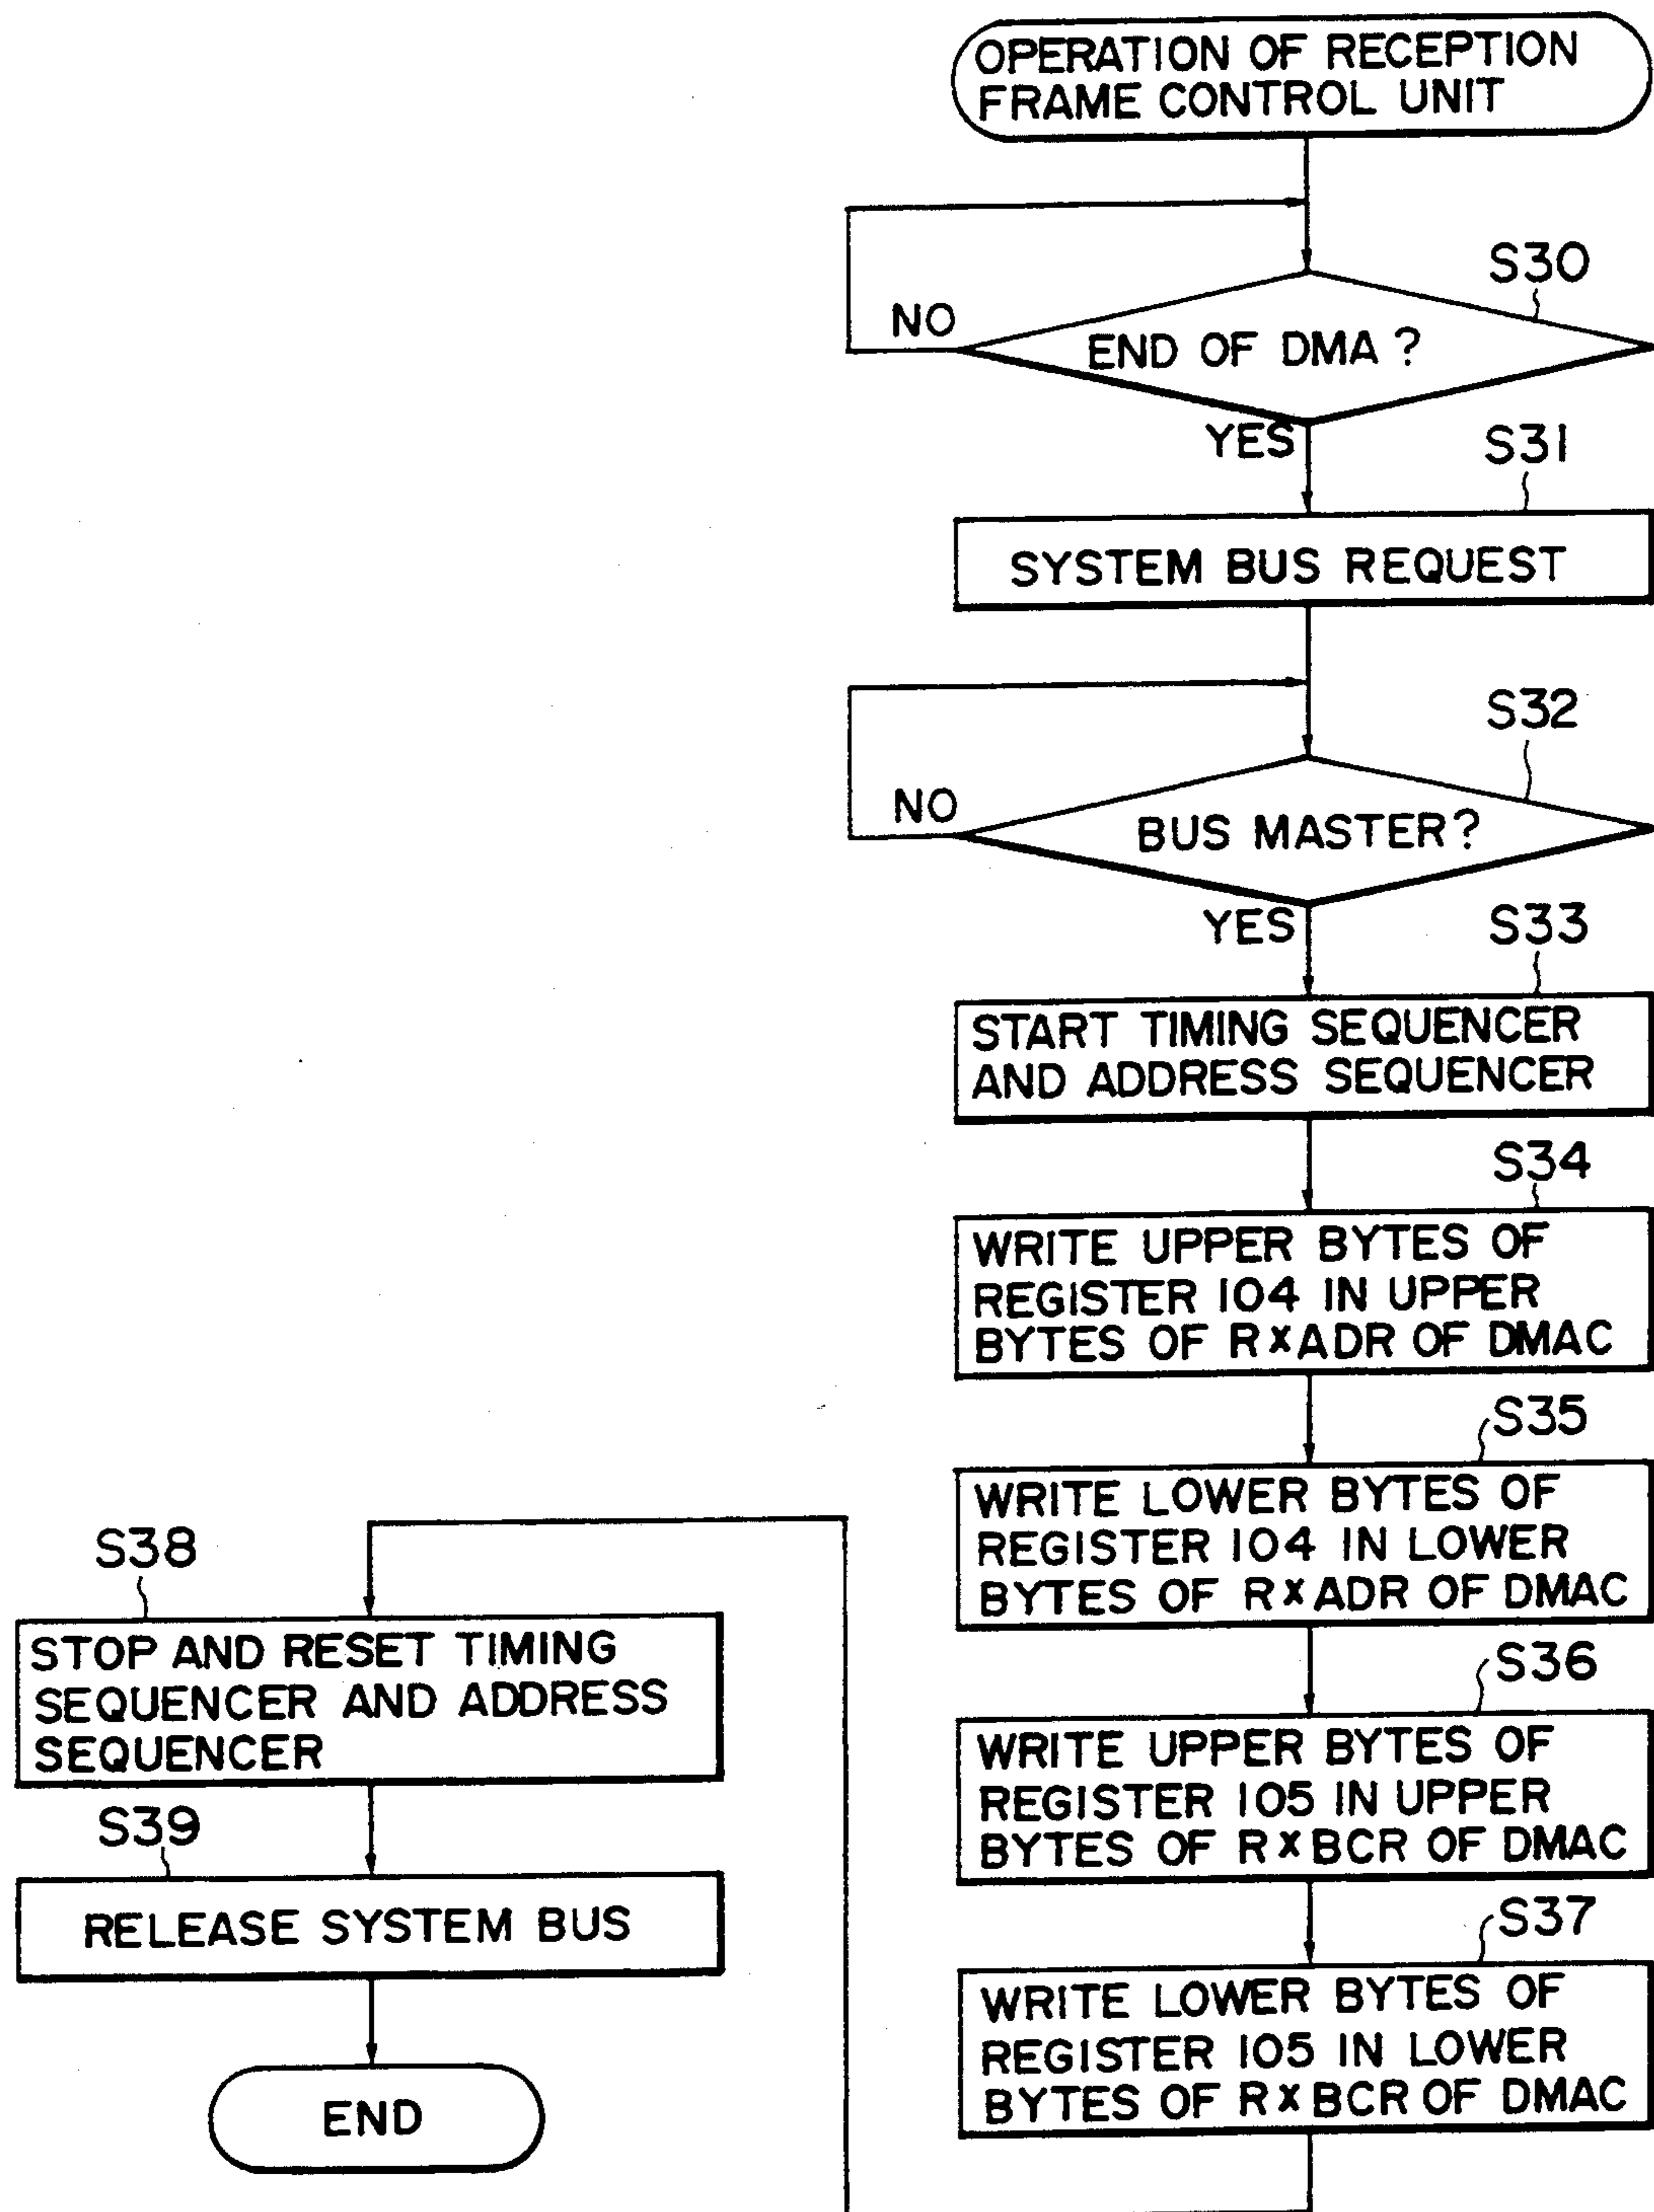 OPERATION OF RECEPTION
FRAME CONTROL UNIT
S30
NO
END OF DMA ?
YES
S31
SYSTEM BUS REQUEST
S32
NO
BUS MASTER?
YES
S33
START TIMING SEQUENCER
AND ADDRESS SEQUENCER
S34
WRITE UPPER BYTES OF
REGISTER 104 IN UPPER
BYTES OF RxADR OF DMAC
S35
WRITE LOWER BYTES OF
REGISTER 104 IN LOWER
BYTES OF RxADR OF DMAC
S36
WRITE UPPER BYTES OF
REGISTER 105 IN UPPER
BYTES OF RxBCR OF DMAC
S37
WRITE LOWER BYTES OF
REGISTER 105 IN LOWER
BYTES OF RxBCR OF DMAC
S38
STOP AND RESET TIMING
SEQUENCER AND ADDRESS
SEQUENCER
S39
RELEASE SYSTEM BUS
END